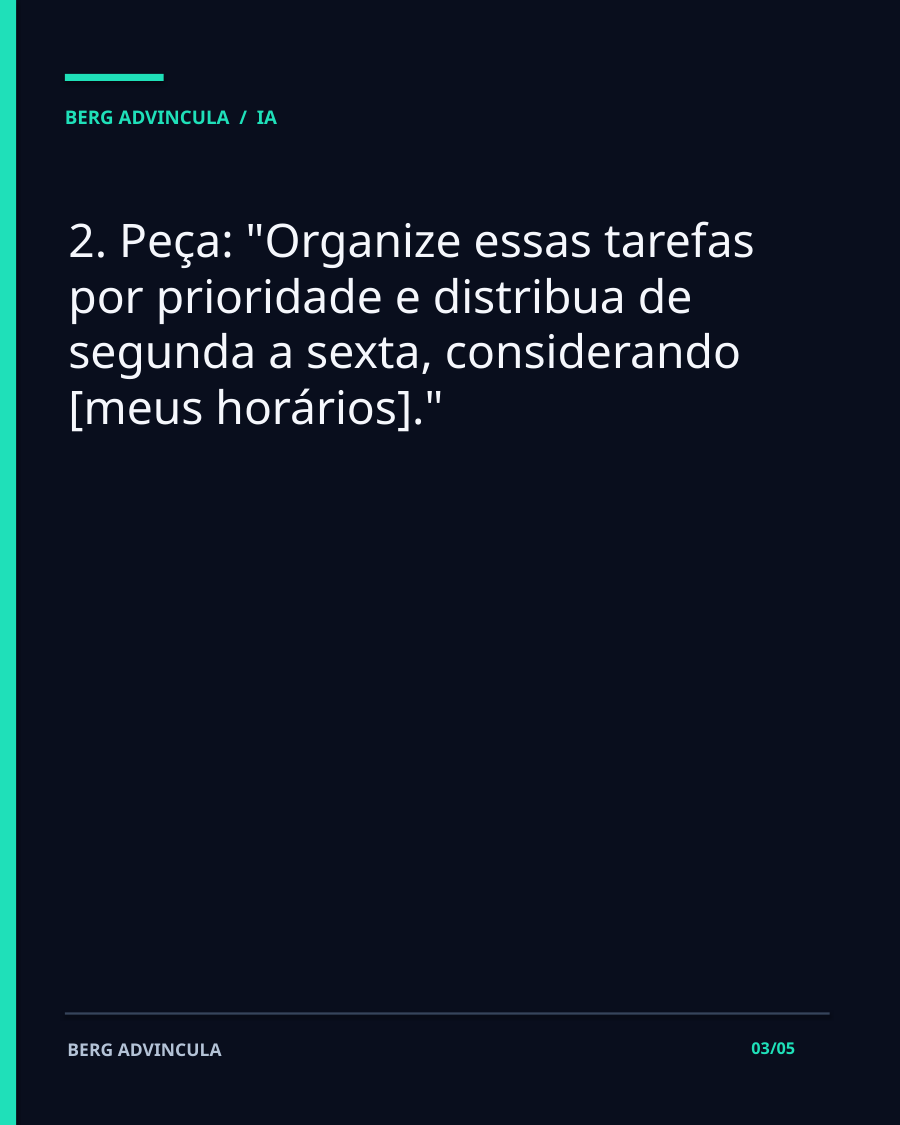 BERG ADVINCULA / IA
2. Peça: "Organize essas tarefas
por prioridade e distribua de
segunda a sexta, considerando
[meus horários]."
BERG ADVINCULA
03/05